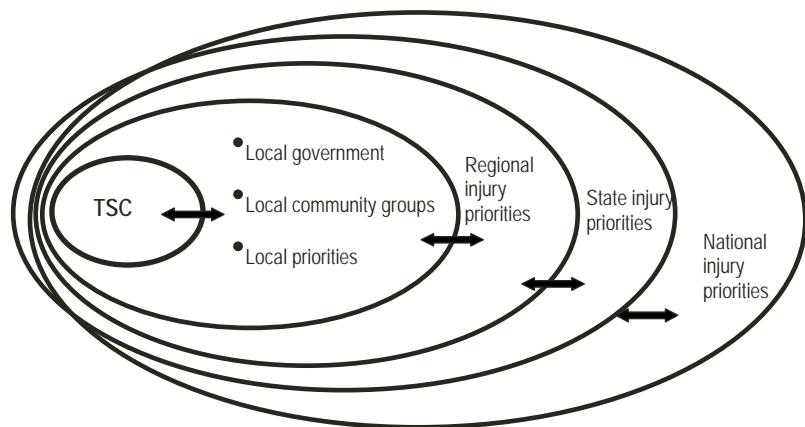 TSC
• Local government
• Local community groups
• Local priorities
Regional
injury
priorities
State injury
priorities
National
injury
priorities